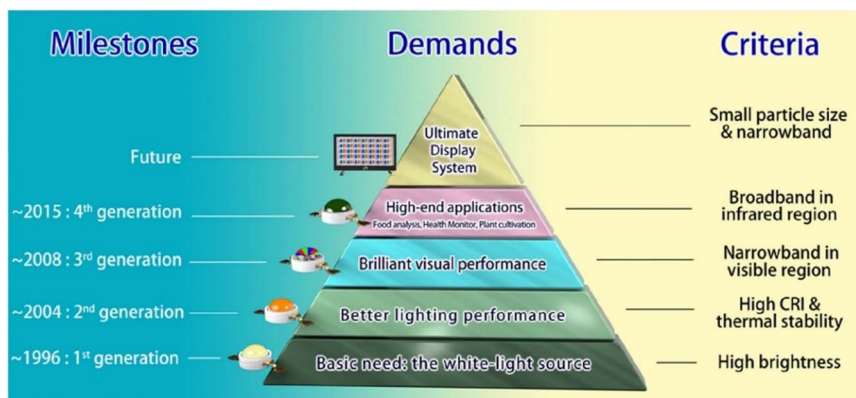 Milestones
Demands
Criteria
Future
Ultimate
Display
System
Small particle size
& narrowband
~2015 : 4th generation
High-end applications
Food analysis, Health Monitor, Plant cultivation
Broadband in
infrared region
~2008 : 3rd generation
Brilliant visual performance
Narrowband in
visible region
~2004 : 2nd generation
Better lighting performance
High CRI &
thermal stability
~1996 : 1st generation
Basic need: the white-light source
High brightness